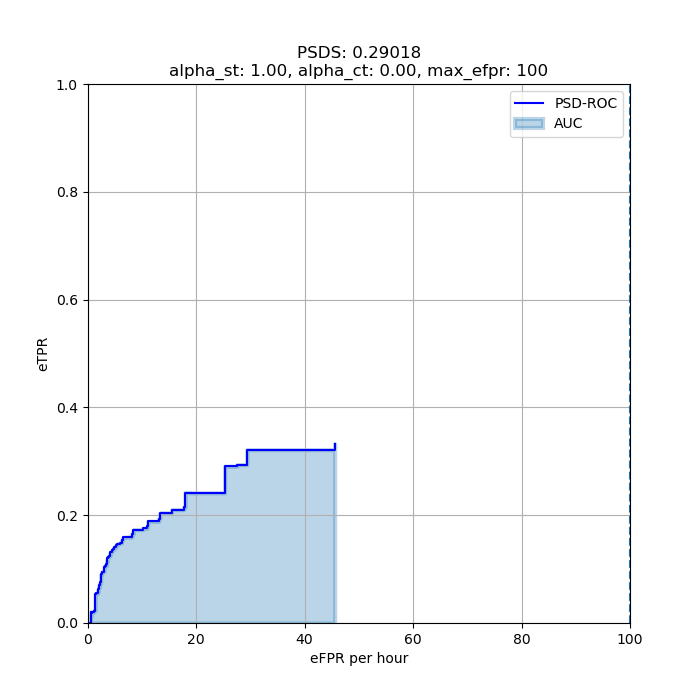 PSDS: 0.29018
alpha_st: 1.00, alpha_ct: 0.00, max_efpr: 100
1.0
0.8
0.6
0.4
0.2
0.0
eTPR
PSD-ROC
AUC
0 20 40 60 80 100
eFPR per hour